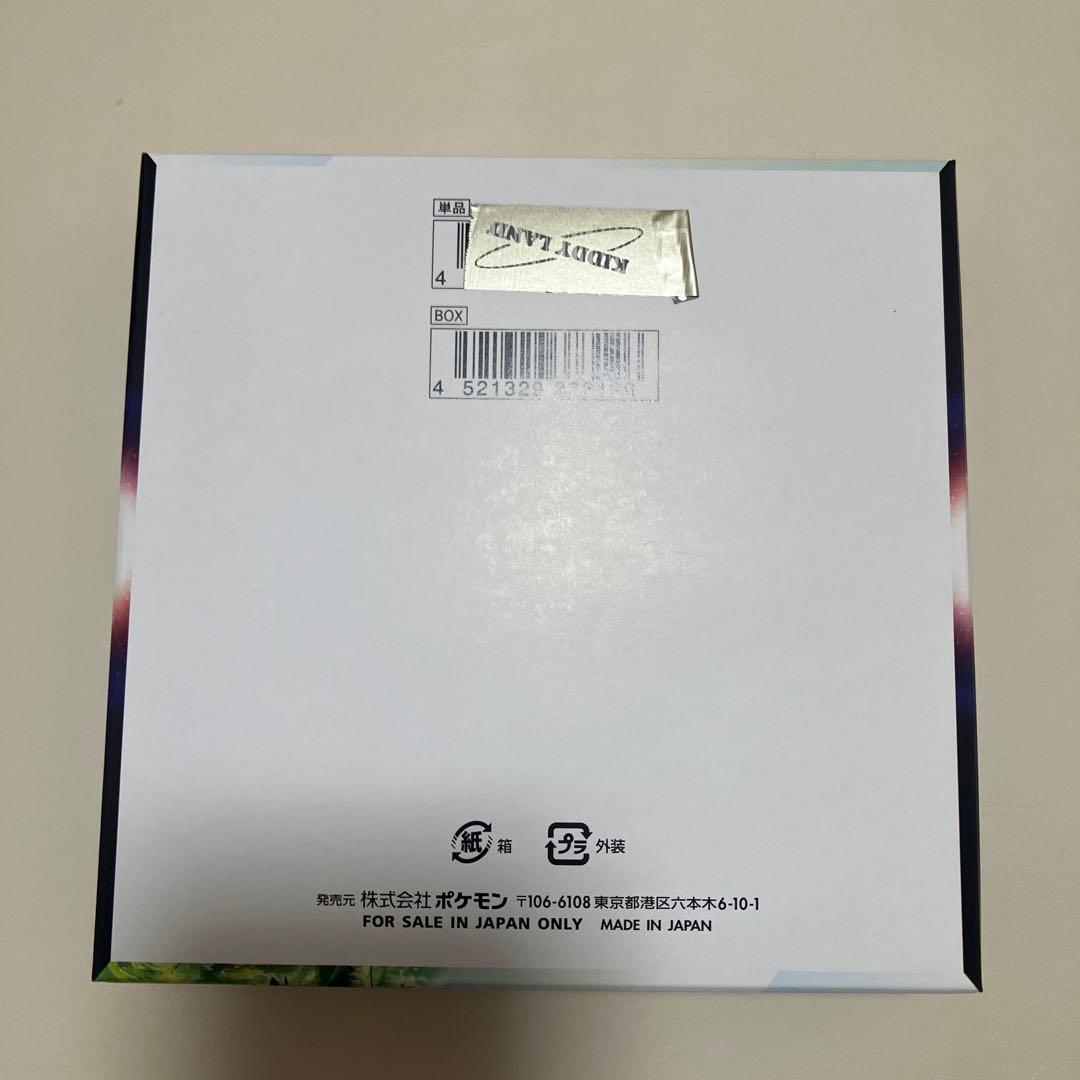 単品
KIDDY LAND
4
BOX
4 521329
紙 箱 プラ 外装
発売元 株式会社 ポケモン 〒106-6108 東京都港区六本木6-10-1
FOR SALE IN JAPAN ONLY MADE IN JAPAN